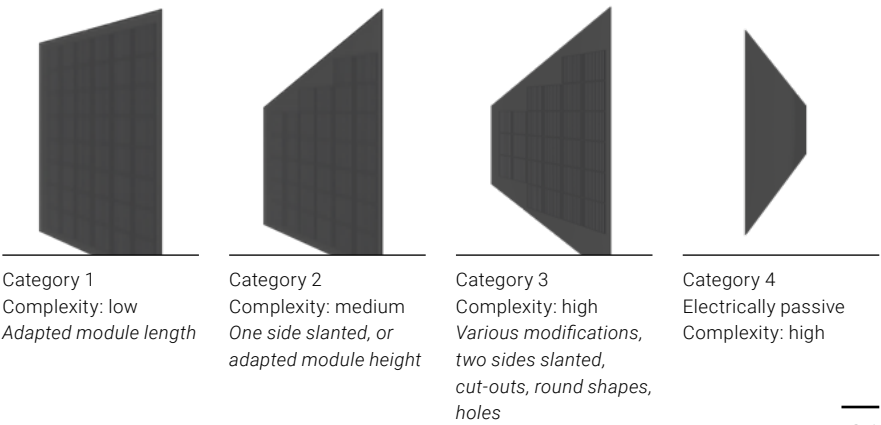 Category 1
Complexity: low
Adapted module length
Category 2
Complexity: medium
One side slanted, or
adapted module height
Category 3
Complexity: high
Various modifications,
two sides slanted,
cut-outs, round shapes,
holes
Category 4
Electrically passive
Complexity: high